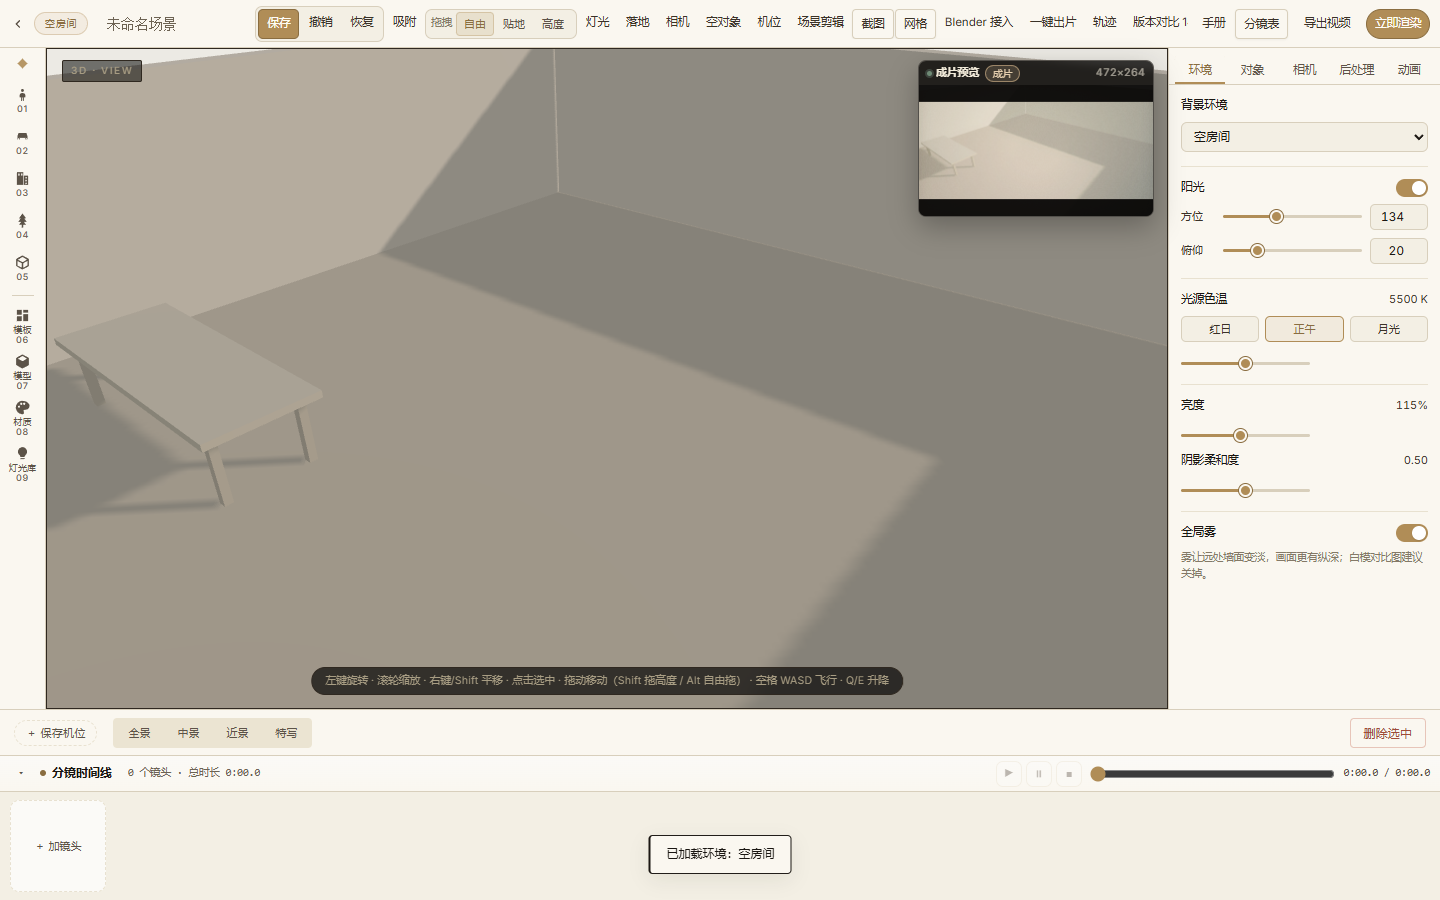 空房间
未命名场景
保存
撤销
恢复
吸附
拖拽
自由
贴地
高度
灯光
落地
相机
空对象
机位
场景剪辑
截图
网格
Blender 接入
一键出片
轨迹
版本对比 1
手册
分镜表
导出视频
立即渲染
01
02
03
04
05
模板
06
模型
07
材质
08
灯光库
09
3D · VIEW
成片预览
成片
472×264
左键旋转 · 滚轮缩放 · 右键/Shift 平移 · 点击选中 · 拖动移动（Shift 拖高度 / Alt 自由拖） · 空格 WASD 飞行 · Q/E 升降
环境
对象
相机
后处理
动画
背景环境
空房间
阳光
方位
134
俯仰
20
光源色温
5500 K
红日
正午
月光
亮度
115%
阴影柔和度
0.50
全局雾
雾让远处墙面变淡，画面更有纵深；白模对比图建议
关掉。
+ 保存机位
全景
中景
近景
特写
删除选中
分镜时间线
0 个镜头 · 总时长 0:00.0
0:00.0 / 0:00.0
+ 加镜头
已加载环境：空房间